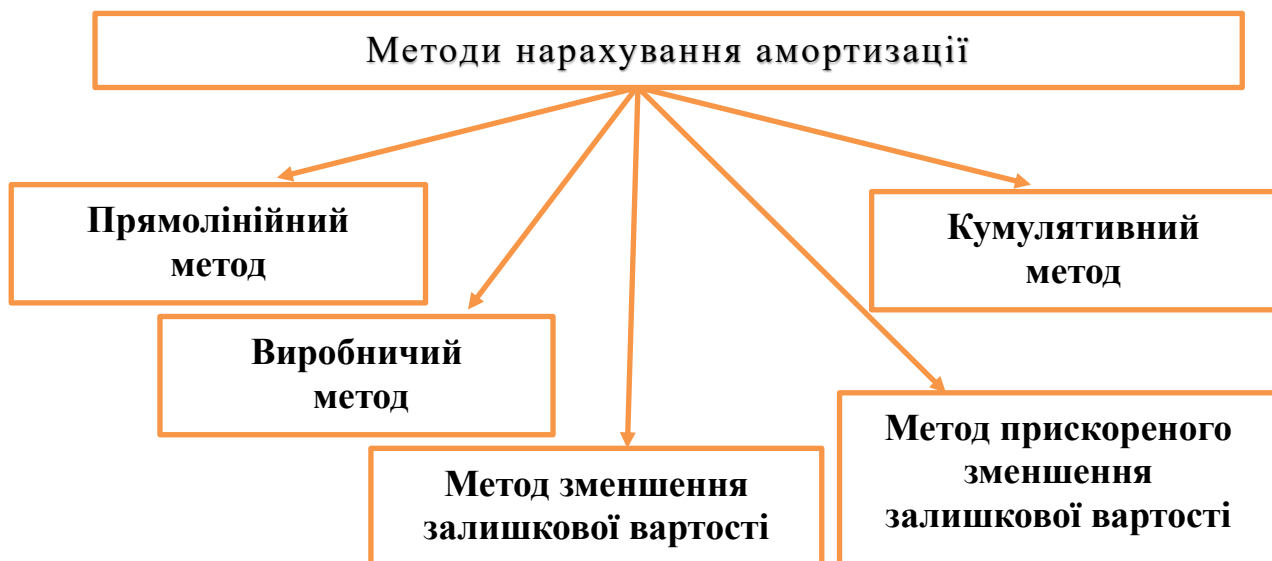 Методи нарахування амортизації
Прямолінійний
метод
Кумулятивний
метод
Виробничий
метод
Метод зменшення
залишкової вартості
Метод прискореного
зменшення
залишкової вартості